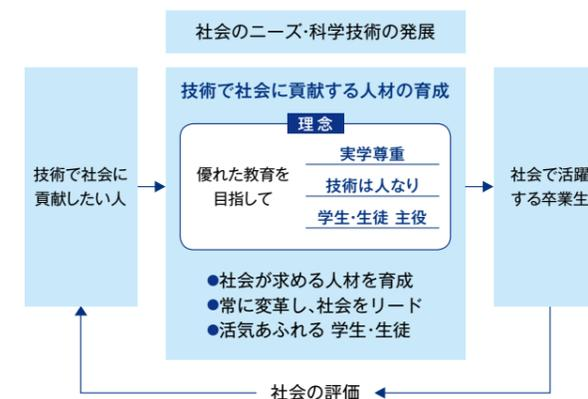 社会のニーズ・科学技術の発展
技術で社会に
貢献したい人
技術で社会に貢献する人材の育成
理念
優れた教育を
目指して
実学尊重
技術は人なり
学生・生徒 主役
●社会が求める人材を育成
●常に変革し、社会をリード
●活気あふれる 学生・生徒
社会で活躍
する卒業生
社会の評価